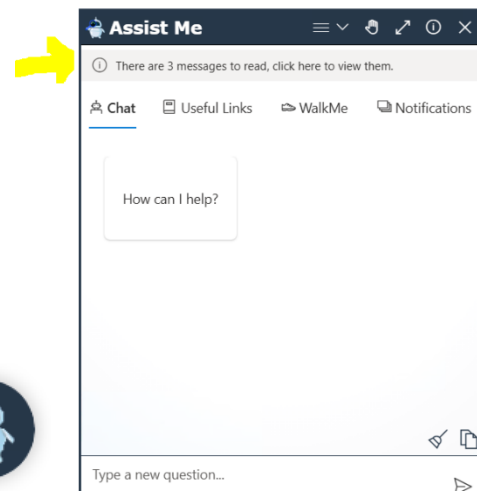 Assist Me
There are 3 messages to read, click here to view them.
Chat Useful Links WalkMe Notifications
How can I help?
Type a new question...